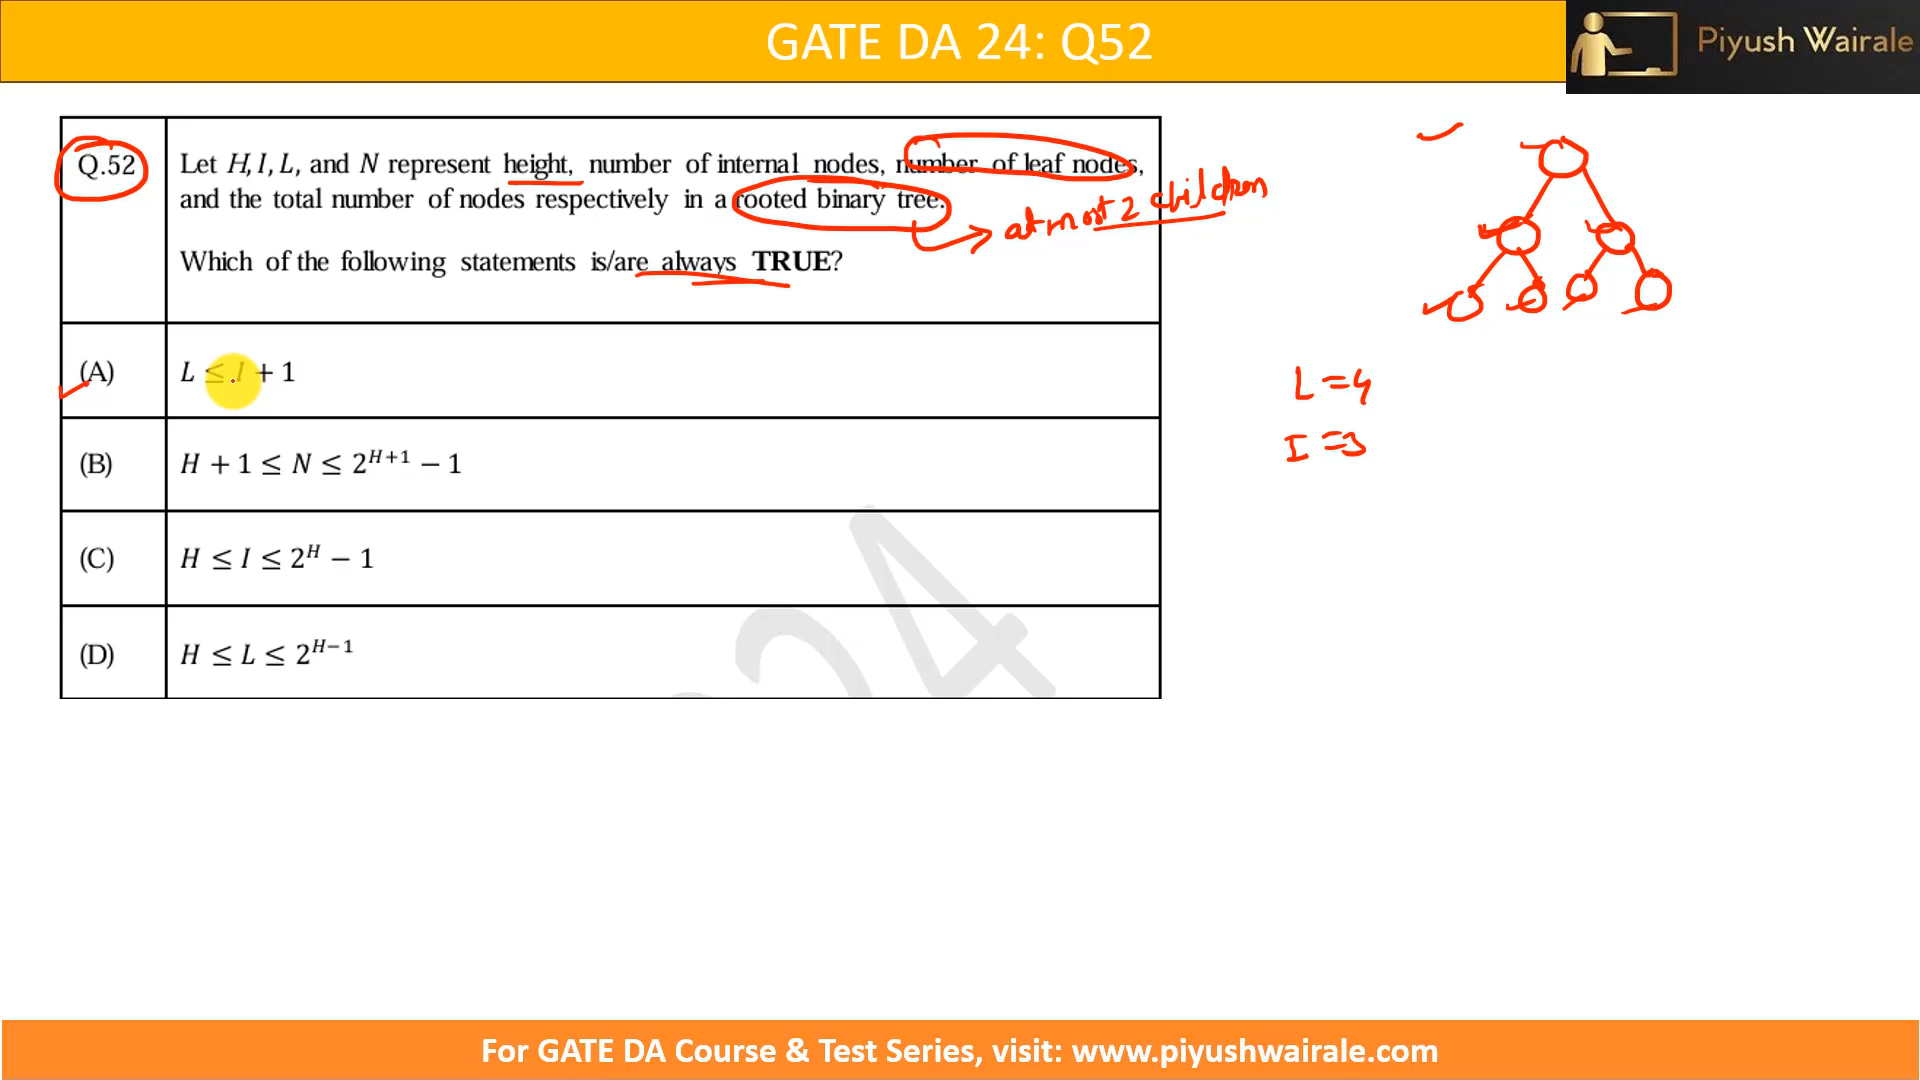 GATE DA 24: Q52
Piyush Wairale
Q.52
Let H, I, L, and N represent height, number of internal nodes, number of leaf nodes,
and the total number of nodes respectively in a rooted binary tree.
atmost 2 children
Which of the following statements is/are always TRUE?
(A) L ≤ I + 1
(B) H + 1 ≤ N ≤ 2^{H+1} − 1
(C) H ≤ I ≤ 2^H − 1
(D) H ≤ L ≤ 2^{H−1}
L = 4
I = 3
24
For GATE DA Course & Test Series, visit: www.piyushwairale.com